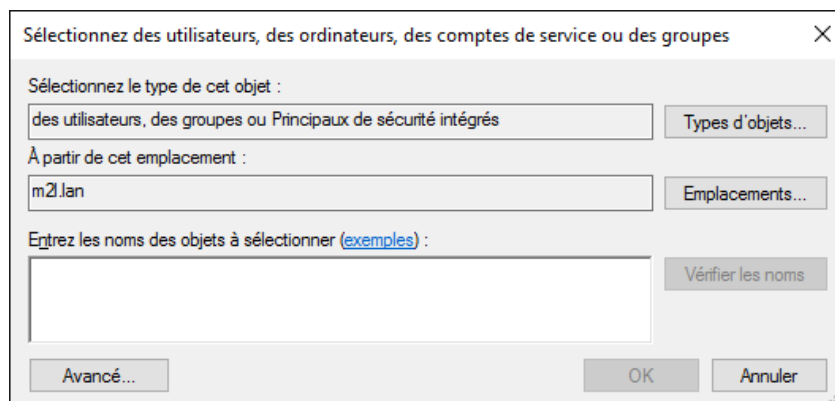 Sélectionnez des utilisateurs, des ordinateurs, des comptes de service ou des groupes
Sélectionnez le type de cet objet :
des utilisateurs, des groupes ou Principaux de sécurité intégrés
Types d'objets...
À partir de cet emplacement :
m2l.lan
Emplacements...
Entrez les noms des objets à sélectionner (exemples) :
Vérifier les noms
Avancé...
OK
Annuler